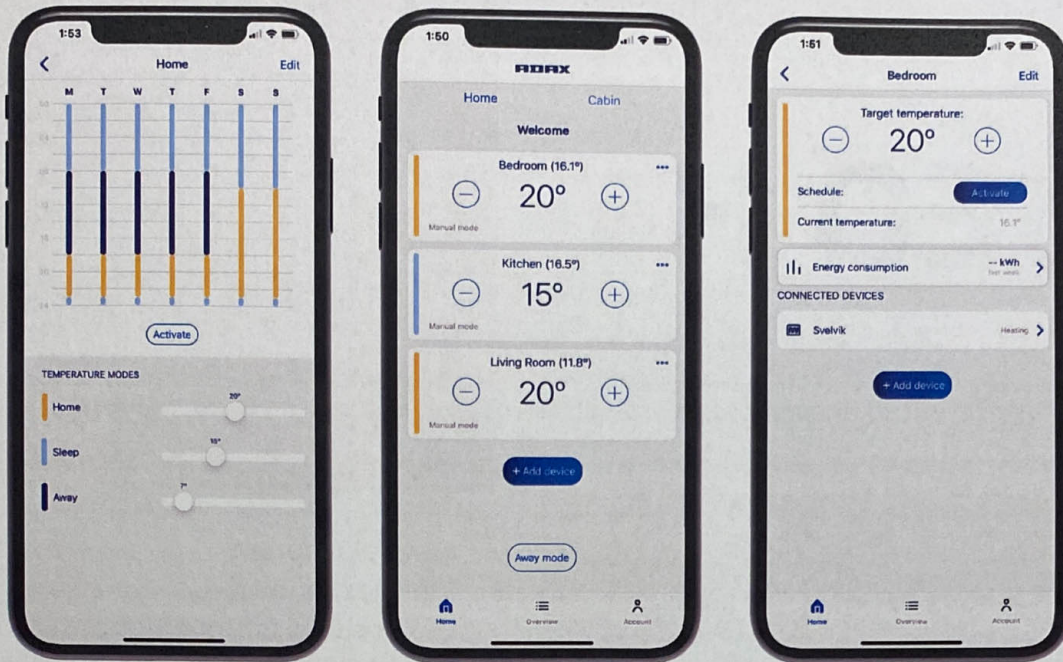 1:53
Home
Edit
M T W T F S S
Activate
TEMPERATURE MODES
20°
Home
15°
Sleep
7°
Away
1:50
ADAX
Home
Cabin
Welcome
Bedroom (16.1°)
20°
Manual mode
Kitchen (16.5°)
15°
Manual mode
Living Room (11.8°)
20°
Manual mode
+ Add device
Away mode
Home
Overview
Account
1:51
Bedroom
Edit
Target temperature:
20°
Schedule:
Activate
Current temperature:
16.1°
Energy consumption
-- kWh
CONNECTED DEVICES
Svelvik
Heating
+ Add device
Home
Overview
Account